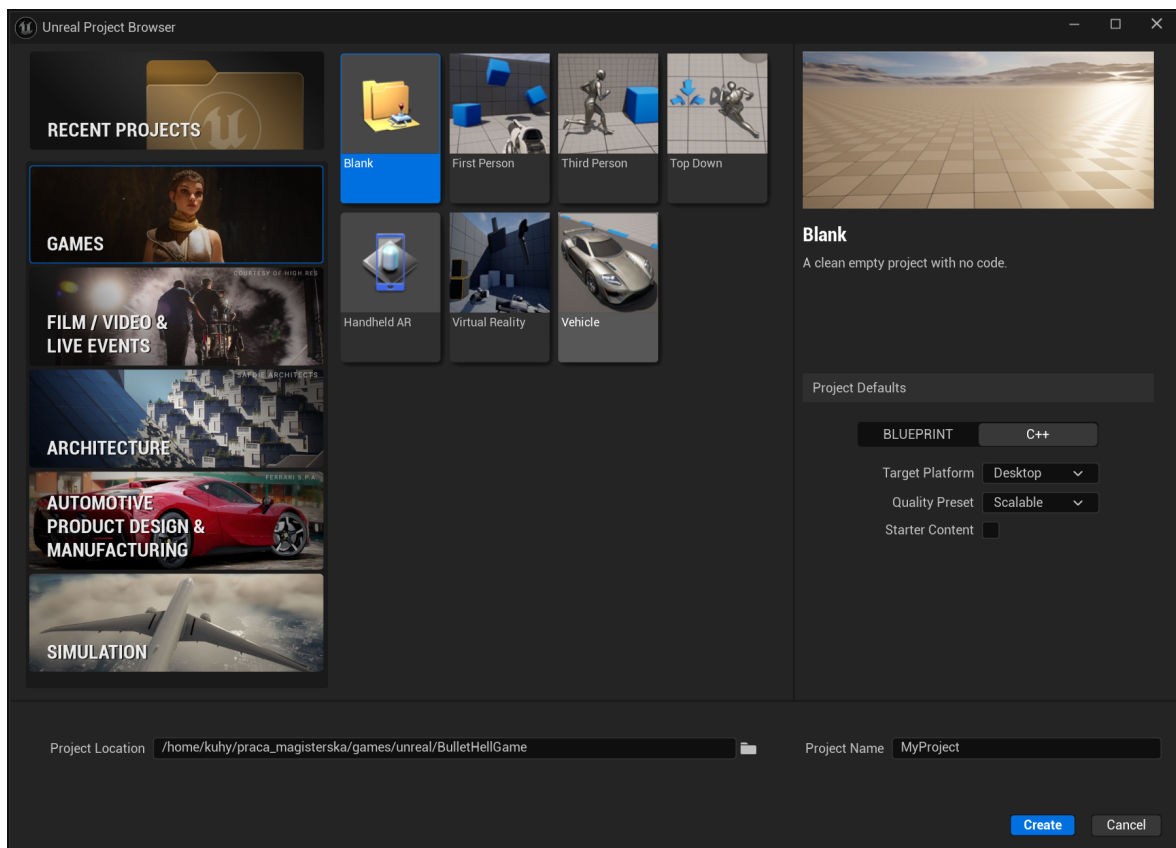 Unreal Project Browser
RECENT PROJECTS
GAMES
COURTESY OF HIGH RES
FILM / VIDEO &
LIVE EVENTS
SAFDIE ARCHITECTS
ARCHITECTURE
FERRARI S.P.A.
AUTOMOTIVE
PRODUCT DESIGN &
MANUFACTURING
SIMULATION
Blank
First Person
Third Person
Top Down
Handheld AR
Virtual Reality
Vehicle
Blank
A clean empty project with no code.
Project Defaults
BLUEPRINT
C++
Target Platform
Desktop
Quality Preset
Scalable
Starter Content
Project Location
/home/kuhy/praca_magisterska/games/unreal/BulletHellGame
Project Name
MyProject
Create
Cancel